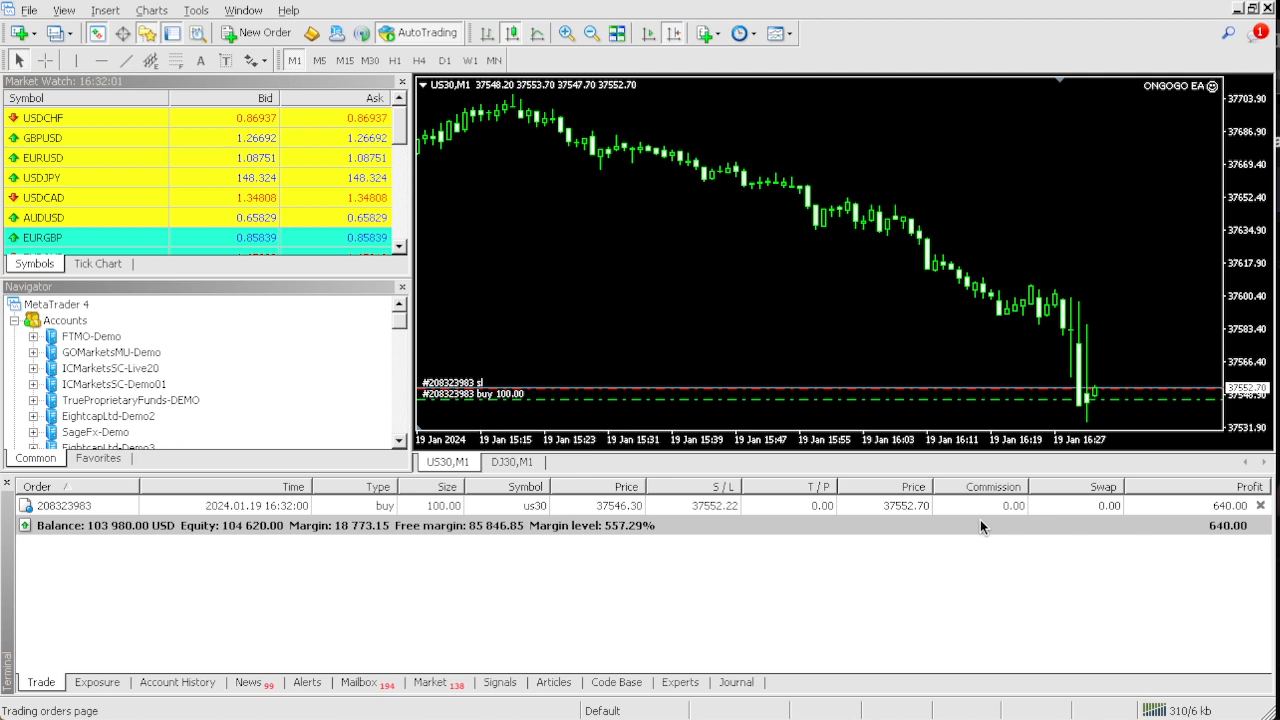 File View Insert Charts Tools Window Help
New Order AutoTrading 1
A T M1 M5 M15 M30 H1 H4 D1 W1 MN
Market Watch: 16:32:01
Symbol Bid Ask
USDCHF 0.86937 0.86937
GBPUSD 1.26692 1.26692
EURUSD 1.08751 1.08751
USDJPY 148.324 148.324
USDCAD 1.34808 1.34808
AUDUSD 0.65829 0.65829
EURGBP 0.85839 0.85839
Symbols Tick Chart
Navigator
MetaTrader 4
Accounts
FTMO-Demo
GOMarketsMU-Demo
ICMarketsSC-Live20
ICMarketsSC-Demo01
TrueProprietaryFunds-DEMO
EightcapLtd-Demo2
SageFx-Demo
EightcapLtd-Demo3
Common Favorites
US30,M1 37548.20 37553.70 37547.70 37552.70
ONGOGO EA
37703.90
37686.90
37669.40
37652.40
37634.90
37617.90
37600.40
37583.40
37566.40
37552.70
37548.90
37531.90
#208323983 sl
#208323983 buy 100.00
19 Jan 2024 19 Jan 15:15 19 Jan 15:23 19 Jan 15:31 19 Jan 15:39 19 Jan 15:47 19 Jan 15:55 19 Jan 16:03 19 Jan 16:11 19 Jan 16:19 19 Jan 16:27
US30,M1 DJ30,M1
Order Time Type Size Symbol Price S / L T / P Price Commission Swap Profit
208323983 2024.01.19 16:32:00 buy 100.00 us30 37546.30 37552.22 0.00 37552.70 0.00 0.00 640.00
Balance: 103 980.00 USD Equity: 104 620.00 Margin: 18 773.15 Free margin: 85 846.85 Margin level: 557.29% 640.00
Terminal
Trade Exposure Account History News 99 Alerts Mailbox 194 Market 138 Signals Articles Code Base Experts Journal
Trading orders page Default 310/6 kb